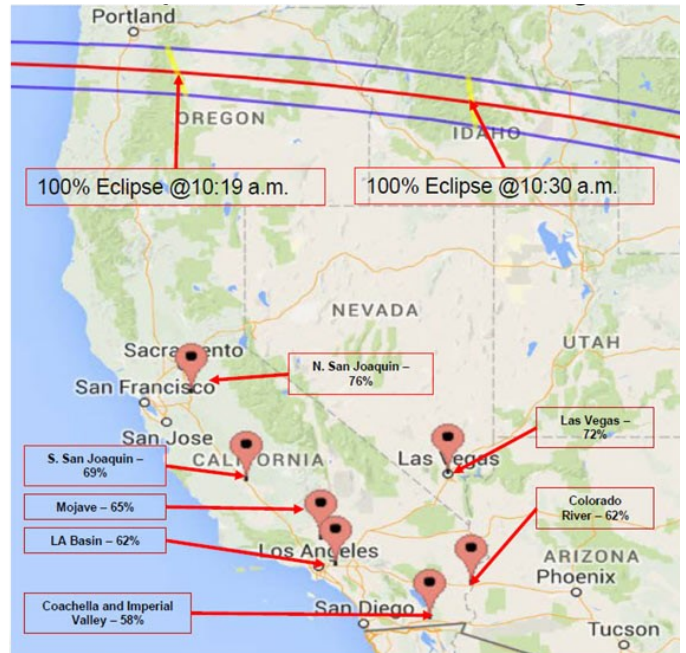 Portland
OREGON
IDAHO
100% Eclipse @10:19 a.m.
100% Eclipse @10:30 a.m.
NEVADA
UTAH
Sacramento
N. San Joaquin –
76%
San Francisco
San Jose
Las Vegas –
72%
S. San Joaquin –
69%
CALIFORNIA
Las Vegas
Mojave – 65%
Colorado
River – 62%
LA Basin – 62%
Los Angeles
ARIZONA
Phoenix
Coachella and Imperial
Valley – 58%
San Diego
Tucson